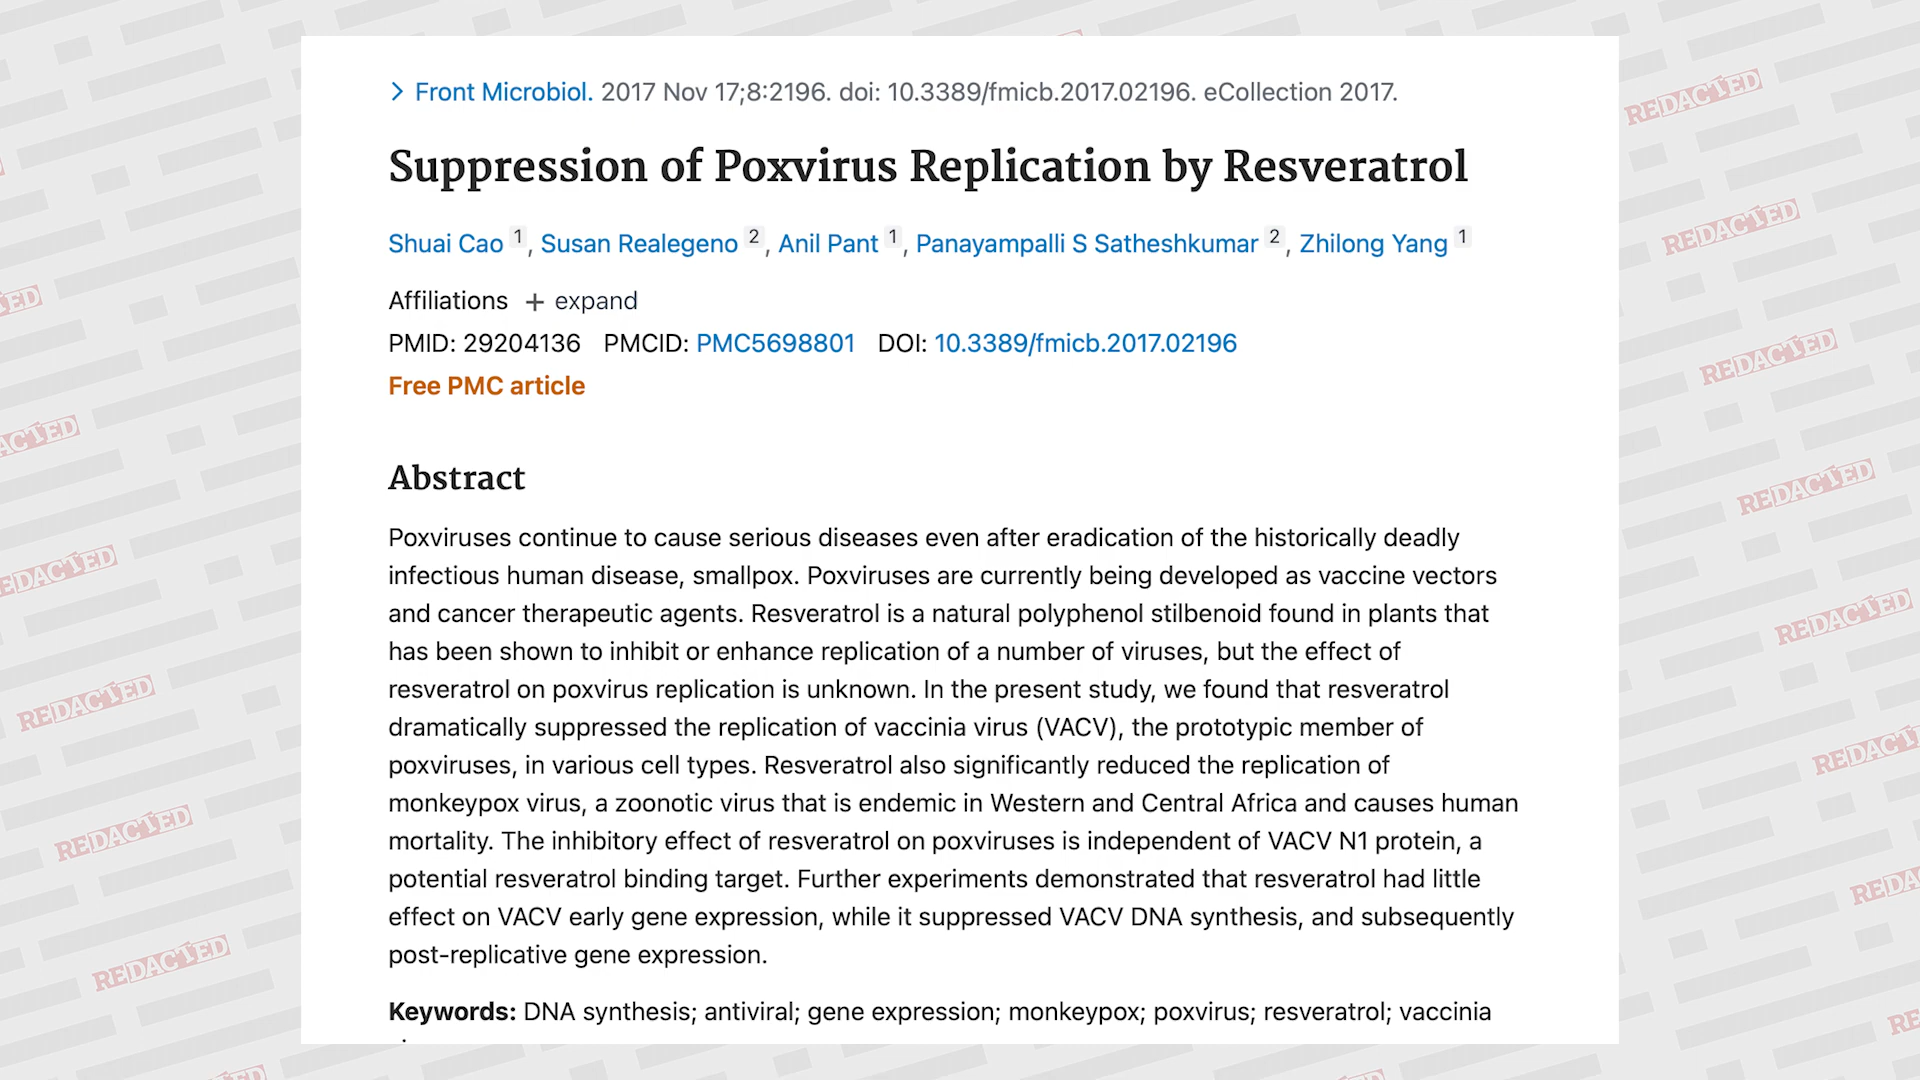 > Front Microbiol. 2017 Nov 17;8:2196. doi: 10.3389/fmicb.2017.02196. eCollection 2017.
Suppression of Poxvirus Replication by Resveratrol
Shuai Cao 1, Susan Realegeno 2, Anil Pant 1, Panayampalli S Satheshkumar 2, Zhilong Yang 1
Affiliations + expand
PMID: 29204136 PMCID: PMC5698801 DOI: 10.3389/fmicb.2017.02196
Free PMC article
Abstract
Poxviruses continue to cause serious diseases even after eradication of the historically deadly
infectious human disease, smallpox. Poxviruses are currently being developed as vaccine vectors
and cancer therapeutic agents. Resveratrol is a natural polyphenol stilbenoid found in plants that
has been shown to inhibit or enhance replication of a number of viruses, but the effect of
resveratrol on poxvirus replication is unknown. In the present study, we found that resveratrol
dramatically suppressed the replication of vaccinia virus (VACV), the prototypic member of
poxviruses, in various cell types. Resveratrol also significantly reduced the replication of
monkeypox virus, a zoonotic virus that is endemic in Western and Central Africa and causes human
mortality. The inhibitory effect of resveratrol on poxviruses is independent of VACV N1 protein, a
potential resveratrol binding target. Further experiments demonstrated that resveratrol had little
effect on VACV early gene expression, while it suppressed VACV DNA synthesis, and subsequently
post-replicative gene expression.
Keywords: DNA synthesis; antiviral; gene expression; monkeypox; poxvirus; resveratrol; vaccinia
REDACTED
REDACTED
REDACTED
REDACTED
REDACTED
REDACTED
REDACTED
REDACTED